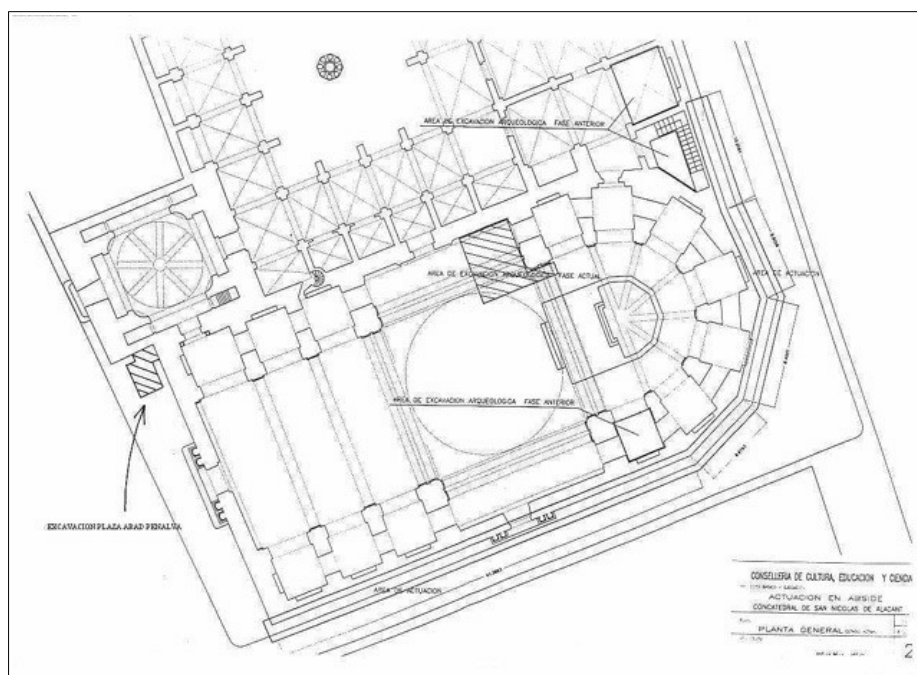 AREA DE EXCAVACION ARQUEOLOGICA FASE ANTERIOR
AREA DE EXCAVACION ARQUEOLOGICA FASE ACTUAL
AREA DE ACTUACION
AREA DE EXCAVACION ARQUEOLOGICA FASE ANTERIOR
EXCAVACION PLAZA ABAD PENALVA
AREA DE ACTUACION
CONSELLERIA DE CULTURA, EDUCACION Y CIENCIA
ACTUACION EN ABSIDE
CONCATEDRAL DE SAN NICOLAS DE ALACANT
PLANTA GENERAL
2